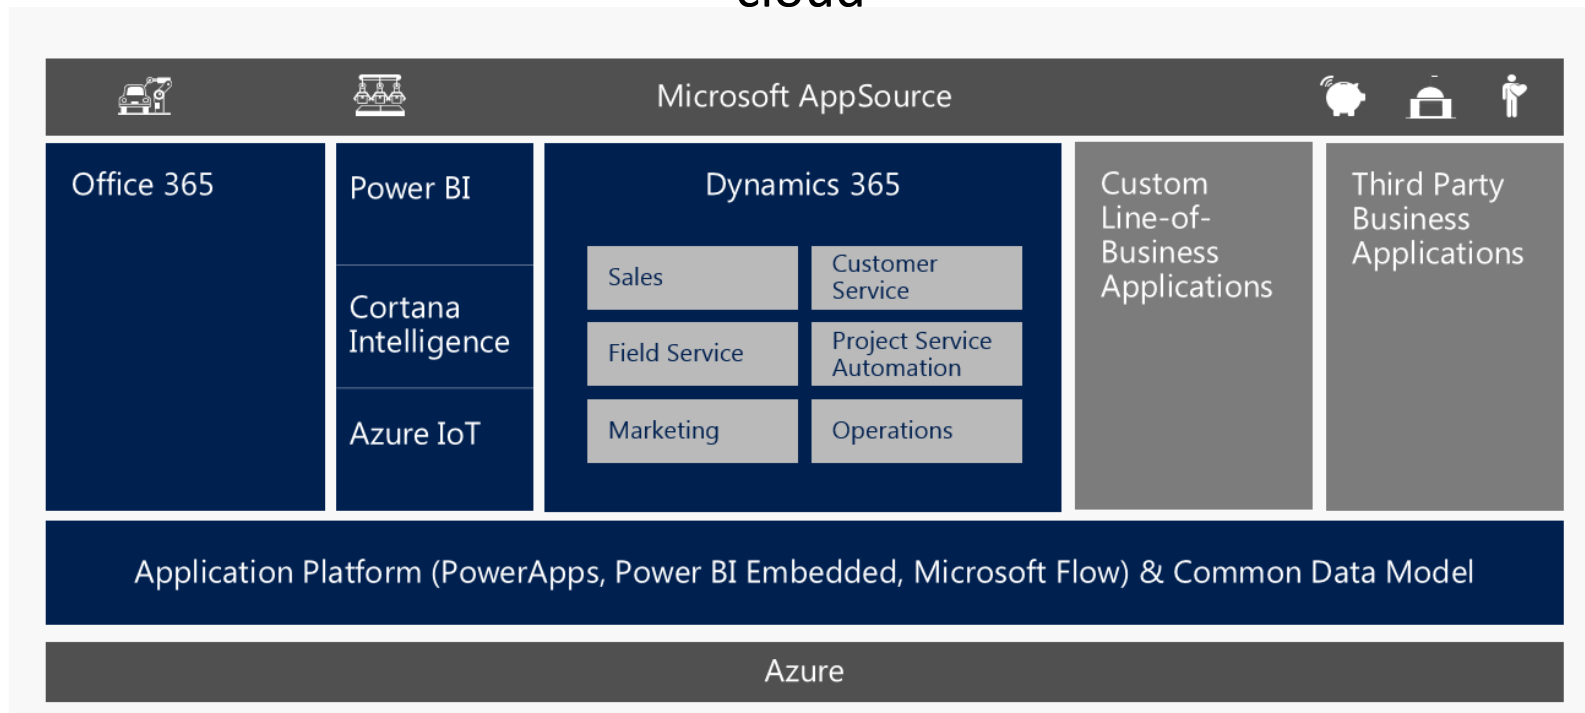 cloud
Microsoft AppSource
Office 365
Power BI
Cortana
Intelligence
Azure IoT
Dynamics 365
Sales
Customer
Service
Field Service
Project Service
Automation
Marketing
Operations
Custom
Line-of-
Business
Applications
Third Party
Business
Applications
Application Platform (PowerApps, Power BI Embedded, Microsoft Flow) & Common Data Model
Azure